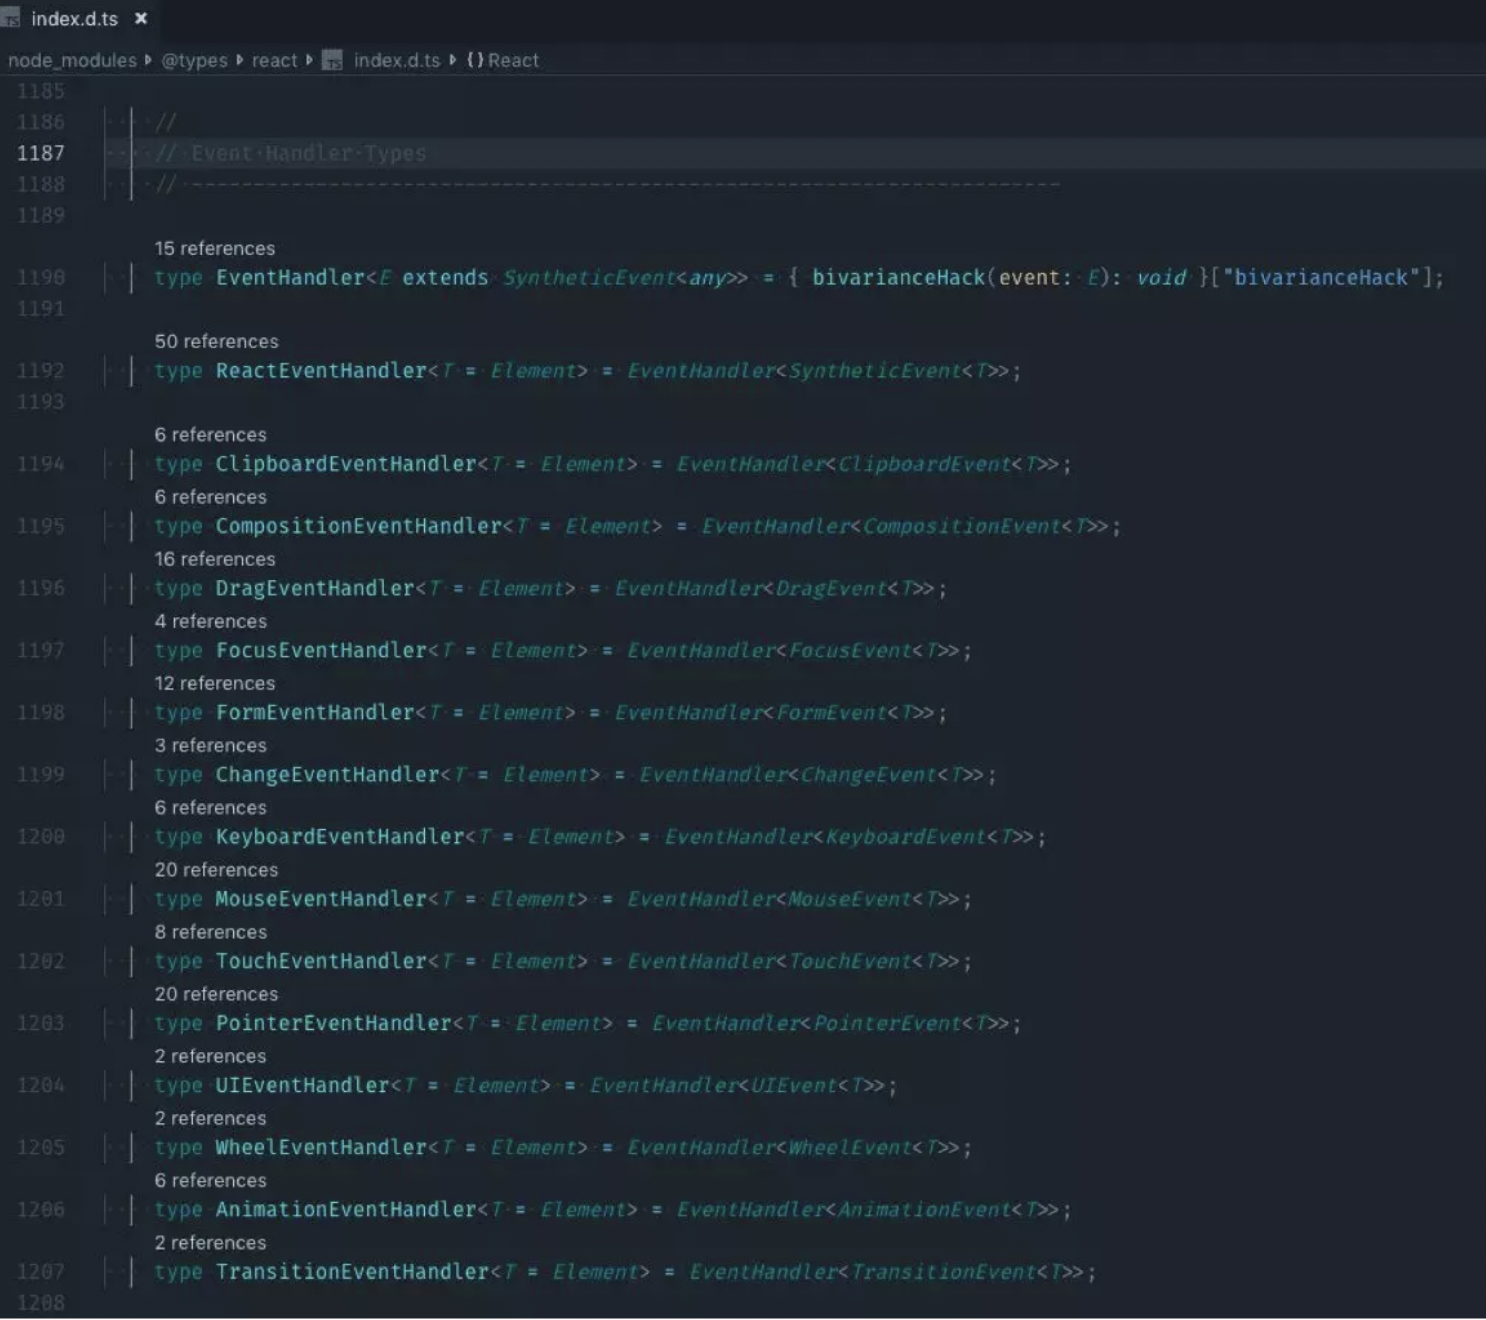 index.d.ts ×
node_modules ▸ @types ▸ react ▸ TS index.d.ts ▸ {} React
1185
1186 //
1187 // Event Handler Types
1188 // ----------------------------------------------------------------------
1189
15 references
1190 type EventHandler<E extends SyntheticEvent<any>> = { bivarianceHack(event: E): void }["bivarianceHack"];
1191
50 references
1192 type ReactEventHandler<T = Element> = EventHandler<SyntheticEvent<T>>;
1193
6 references
1194 type ClipboardEventHandler<T = Element> = EventHandler<ClipboardEvent<T>>;
6 references
1195 type CompositionEventHandler<T = Element> = EventHandler<CompositionEvent<T>>;
16 references
1196 type DragEventHandler<T = Element> = EventHandler<DragEvent<T>>;
4 references
1197 type FocusEventHandler<T = Element> = EventHandler<FocusEvent<T>>;
12 references
1198 type FormEventHandler<T = Element> = EventHandler<FormEvent<T>>;
3 references
1199 type ChangeEventHandler<T = Element> = EventHandler<ChangeEvent<T>>;
6 references
1200 type KeyboardEventHandler<T = Element> = EventHandler<KeyboardEvent<T>>;
20 references
1201 type MouseEventHandler<T = Element> = EventHandler<MouseEvent<T>>;
8 references
1202 type TouchEventHandler<T = Element> = EventHandler<TouchEvent<T>>;
20 references
1203 type PointerEventHandler<T = Element> = EventHandler<PointerEvent<T>>;
2 references
1204 type UIEventHandler<T = Element> = EventHandler<UIEvent<T>>;
2 references
1205 type WheelEventHandler<T = Element> = EventHandler<WheelEvent<T>>;
6 references
1206 type AnimationEventHandler<T = Element> = EventHandler<AnimationEvent<T>>;
2 references
1207 type TransitionEventHandler<T = Element> = EventHandler<TransitionEvent<T>>;
1208